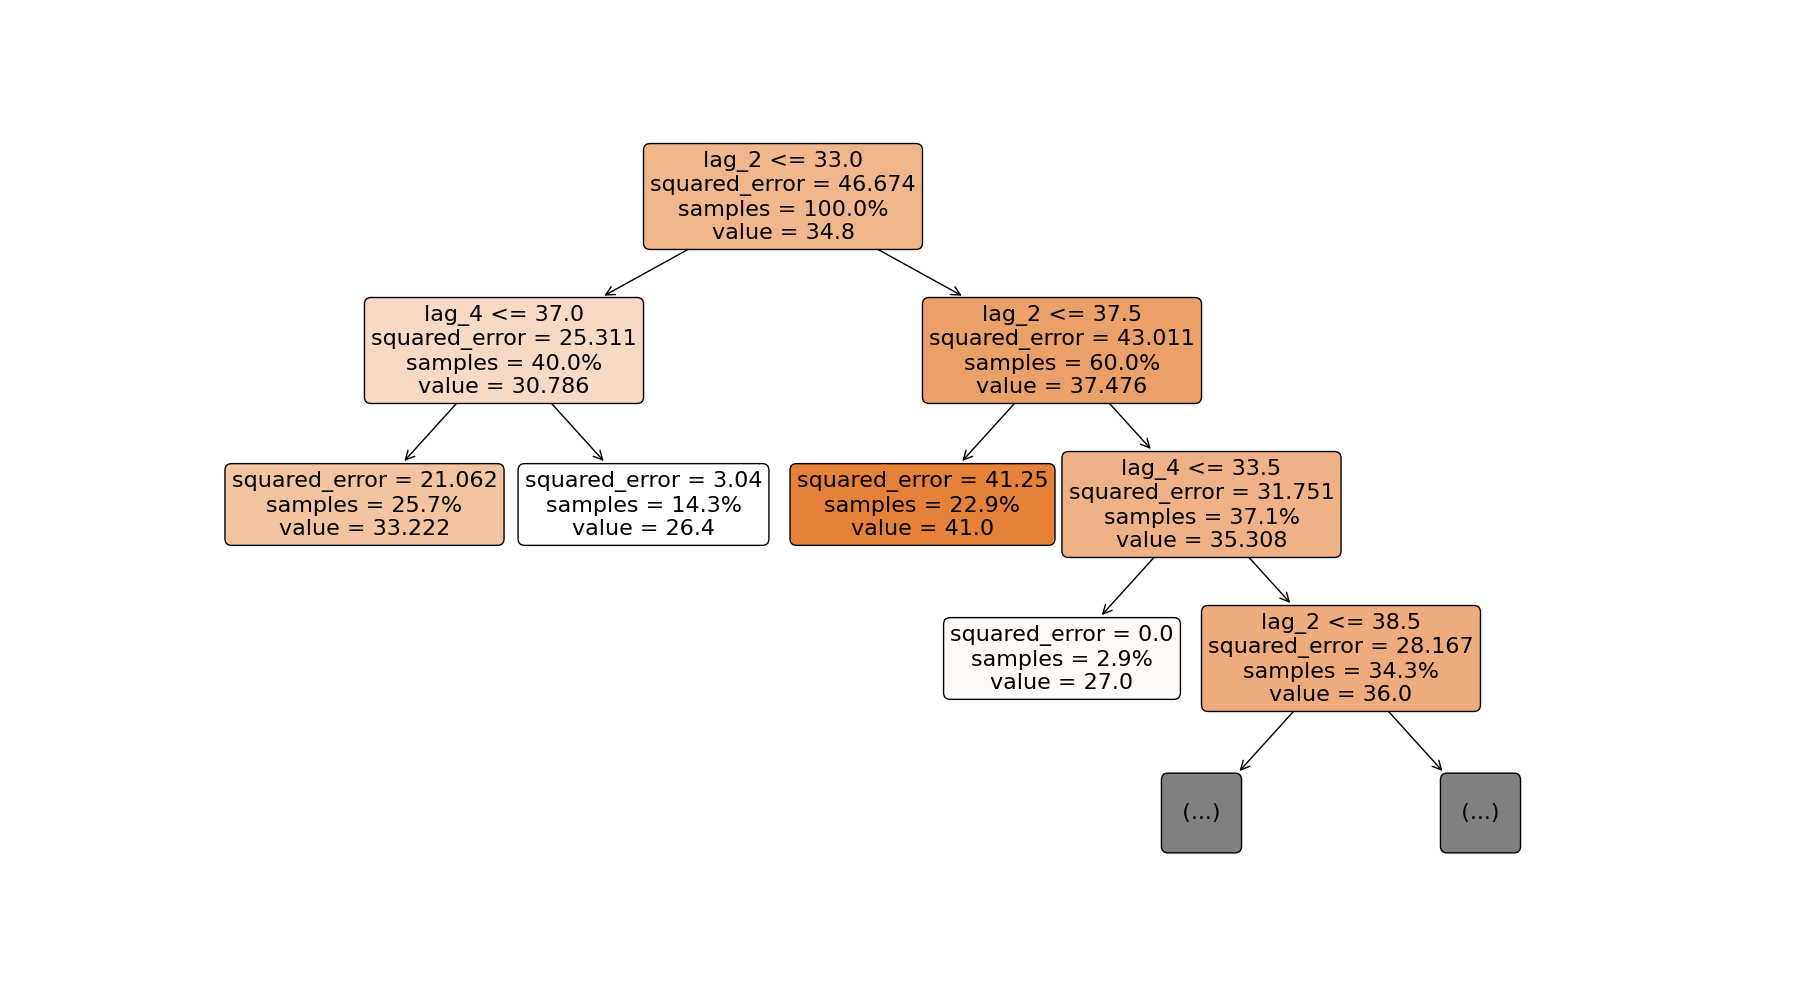 lag_2 <= 33.0
squared_error = 46.674
samples = 100.0%
value = 34.8
lag_4 <= 37.0
squared_error = 25.311
samples = 40.0%
value = 30.786
lag_2 <= 37.5
squared_error = 43.011
samples = 60.0%
value = 37.476
squared_error = 21.062
samples = 25.7%
value = 33.222
squared_error = 3.04
samples = 14.3%
value = 26.4
squared_error = 41.25
samples = 22.9%
value = 41.0
lag_4 <= 33.5
squared_error = 31.751
samples = 37.1%
value = 35.308
squared_error = 0.0
samples = 2.9%
value = 27.0
lag_2 <= 38.5
squared_error = 28.167
samples = 34.3%
value = 36.0
(...)
(...)